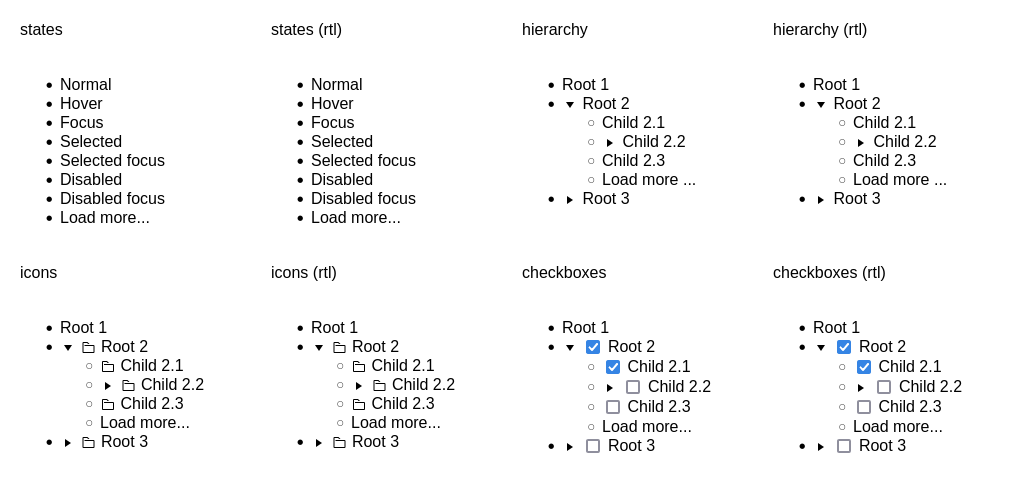 states
Normal
Hover
Focus
Selected
Selected focus
Disabled
Disabled focus
Load more...
states (rtl)
Normal
Hover
Focus
Selected
Selected focus
Disabled
Disabled focus
Load more...
hierarchy
Root 1
Root 2
Child 2.1
Child 2.2
Child 2.3
Load more ...
Root 3
hierarchy (rtl)
Root 1
Root 2
Child 2.1
Child 2.2
Child 2.3
Load more ...
Root 3
icons
Root 1
Root 2
Child 2.1
Child 2.2
Child 2.3
Load more...
Root 3
icons (rtl)
Root 1
Root 2
Child 2.1
Child 2.2
Child 2.3
Load more...
Root 3
checkboxes
Root 1
Root 2
Child 2.1
Child 2.2
Child 2.3
Load more...
Root 3
checkboxes (rtl)
Root 1
Root 2
Child 2.1
Child 2.2
Child 2.3
Load more...
Root 3